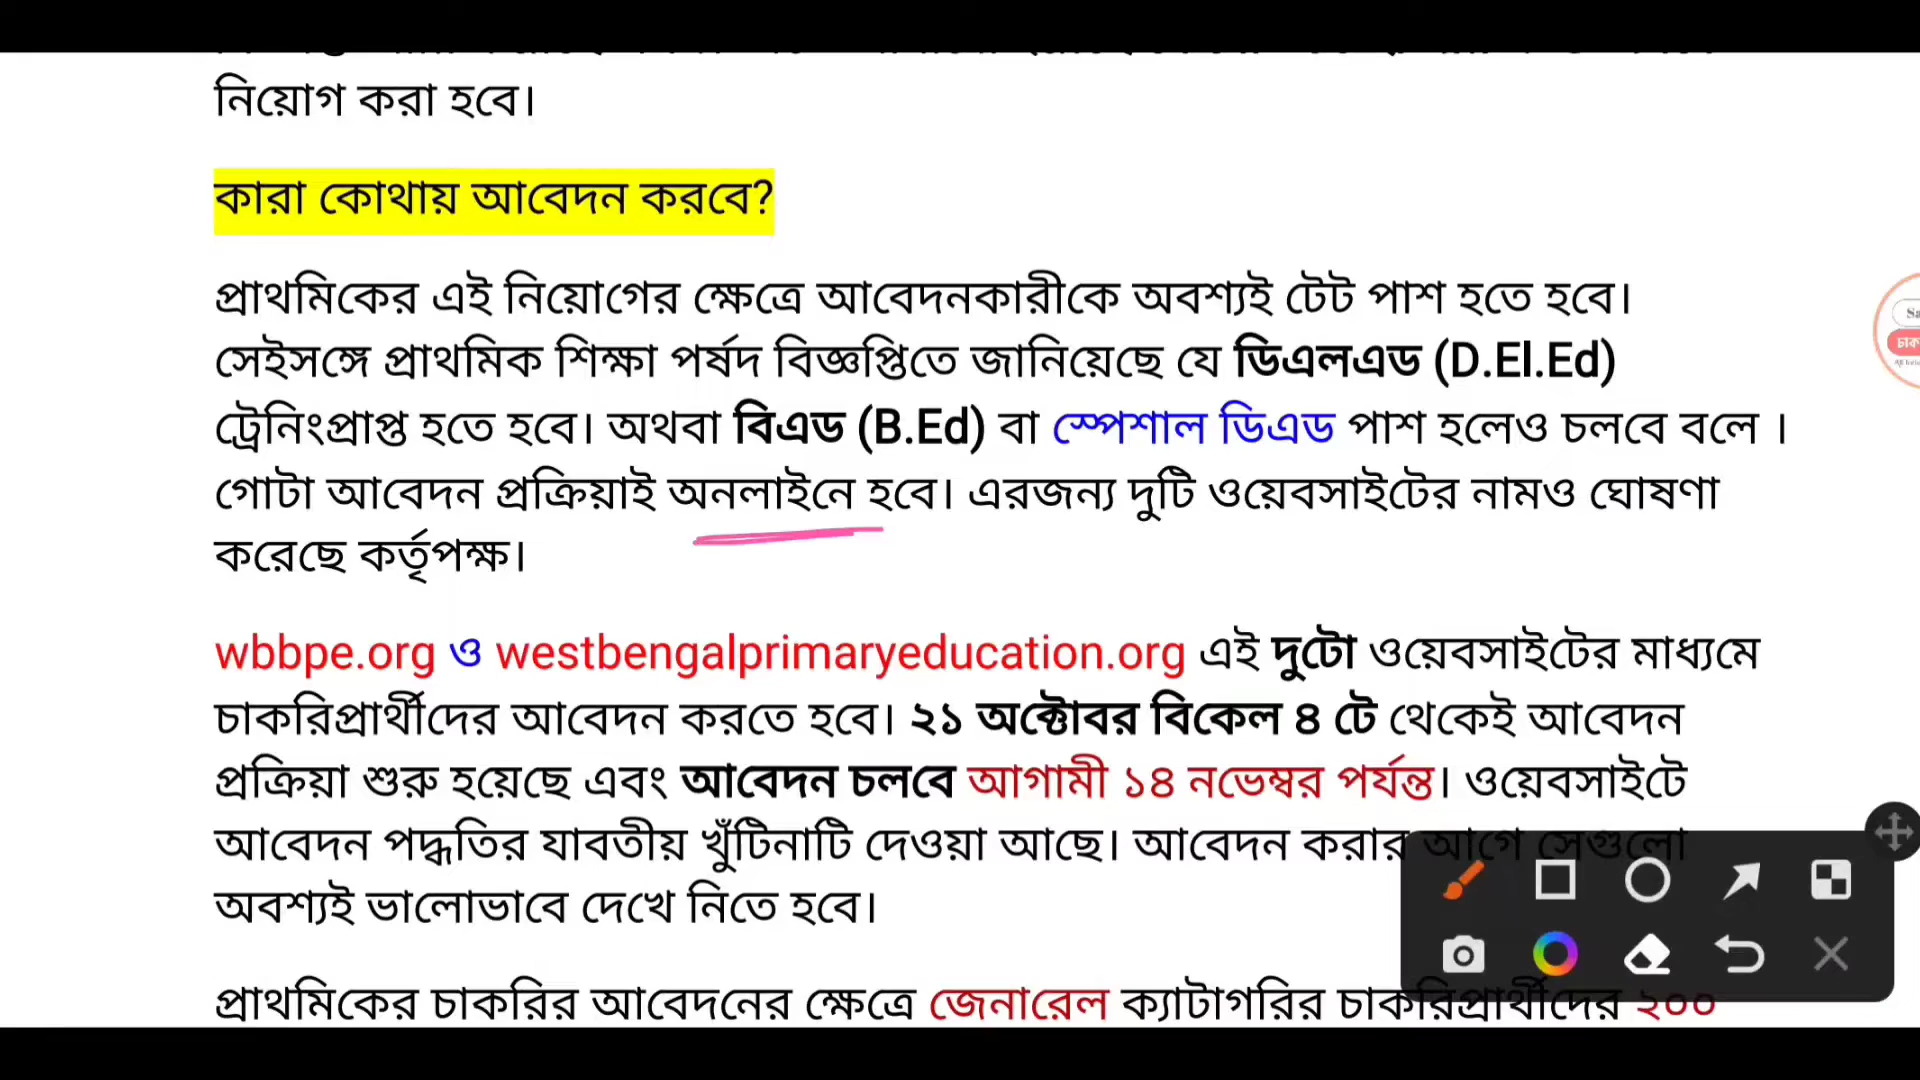 নিয়োগ করা হবে।
কারা কোথায় আবেদন করবে?
প্রাথমিকের এই নিয়োগের ক্ষেত্রে আবেদনকারীকে অবশ্যই টেট পাশ হতে হবে।
সেইসঙ্গে প্রাথমিক শিক্ষা পর্ষদ বিজ্ঞপ্তিতে জানিয়েছে যে ডিএলএড (D.El.Ed)
ট্রেনিংপ্রাপ্ত হতে হবে। অথবা বিএড (B.Ed) বা স্পেশাল ডিএড পাশ হলেও চলবে বলে ।
গোটা আবেদন প্রক্রিয়াই অনলাইনে হবে। এরজন্য দুটি ওয়েবসাইটের নামও ঘোষণা
করেছে কর্তৃপক্ষ।
wbbpe.org ও westbengalprimaryeducation.org এই দুটো ওয়েবসাইটের মাধ্যমে
চাকরিপ্রার্থীদের আবেদন করতে হবে। ২১ অক্টোবর বিকেল ৪ টে থেকেই আবেদন
প্রক্রিয়া শুরু হয়েছে এবং আবেদন চলবে আগামী ১৪ নভেম্বর পর্যন্ত। ওয়েবসাইটে
আবেদন পদ্ধতির যাবতীয় খুঁটিনাটি দেওয়া আছে। আবেদন করার আগে সেগুলো
অবশ্যই ভালোভাবে দেখে নিতে হবে।
প্রাথমিকের চাকরির আবেদনের ক্ষেত্রে জেনারেল ক্যাটাগরির চাকরিপ্রার্থীদের ২০০